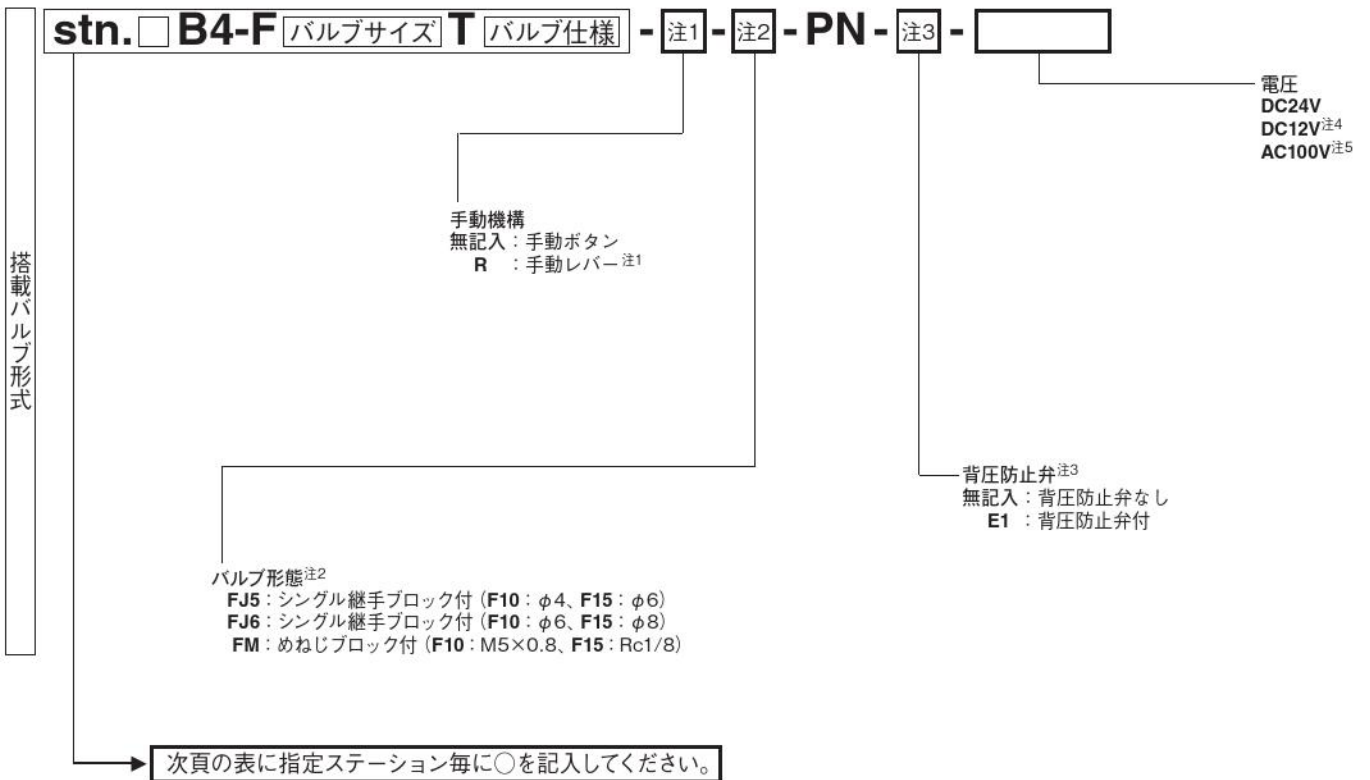 搭載バルブ形式
stn.□ B4-F バルブサイズ T バルブ仕様 - 注1 - 注2 - PN - 注3 -
電圧
DC24V
DC12V注4
AC100V注5
手動機構
無記入：手動ボタン
R ：手動レバー注1
背圧防止弁注3
無記入：背圧防止弁なし
E1 ：背圧防止弁付
バルブ形態注2
FJ5：シングル継手ブロック付（F10：φ4、F15：φ6）
FJ6：シングル継手ブロック付（F10：φ6、F15：φ8）
FM：めねじブロック付（F10：M5×0.8、F15：Rc1/8）
次頁の表に指定ステーション毎に○を記入してください。